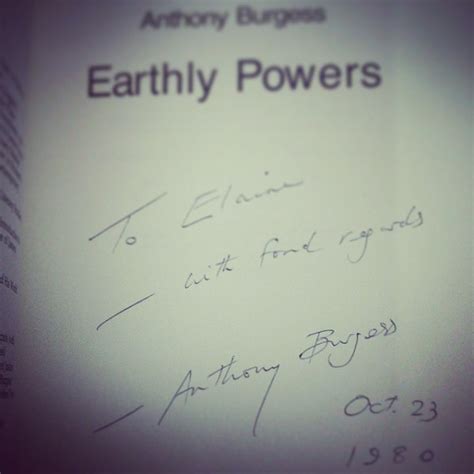 Anthony Burgess
Earthly Powers
To Elaine
— with fond regards
— Anthony Burgess
Oct. 23
1980